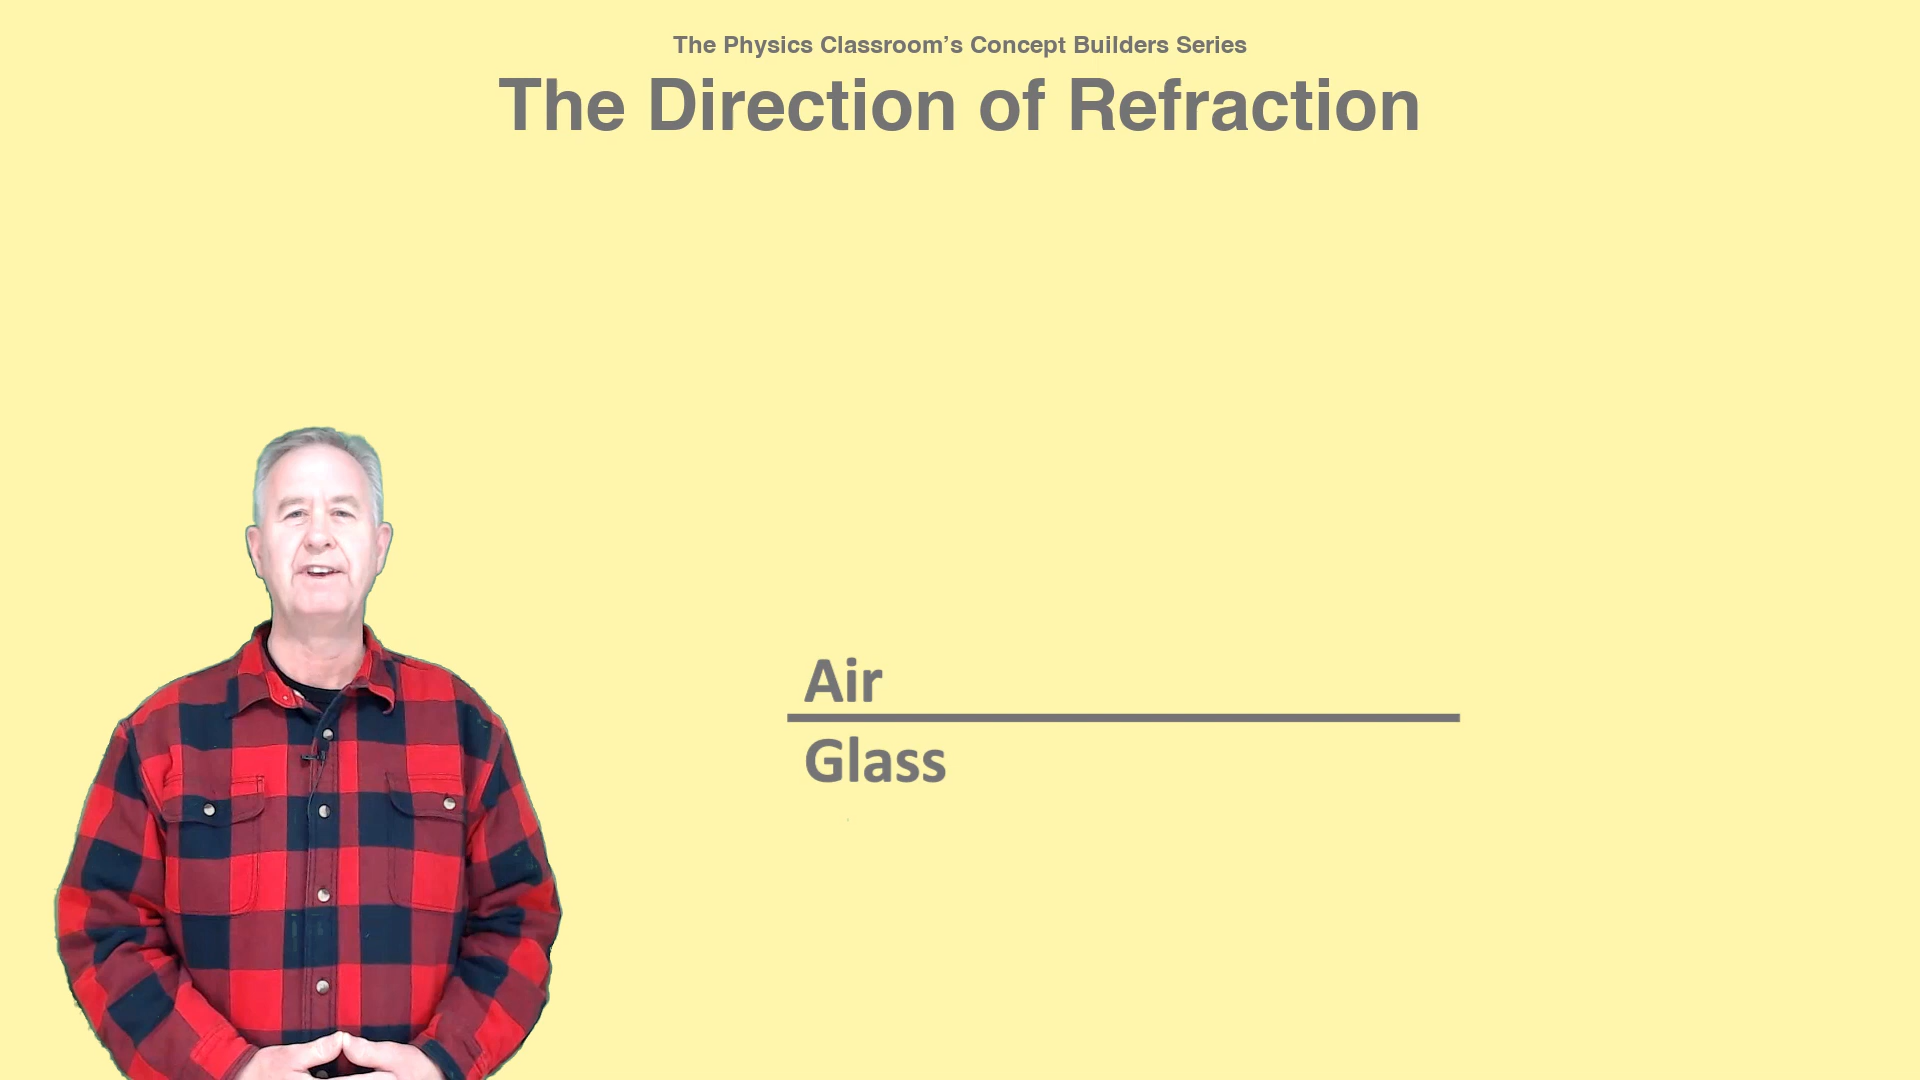 The Physics Classroom’s Concept Builders Series
The Direction of Refraction
Air
Glass